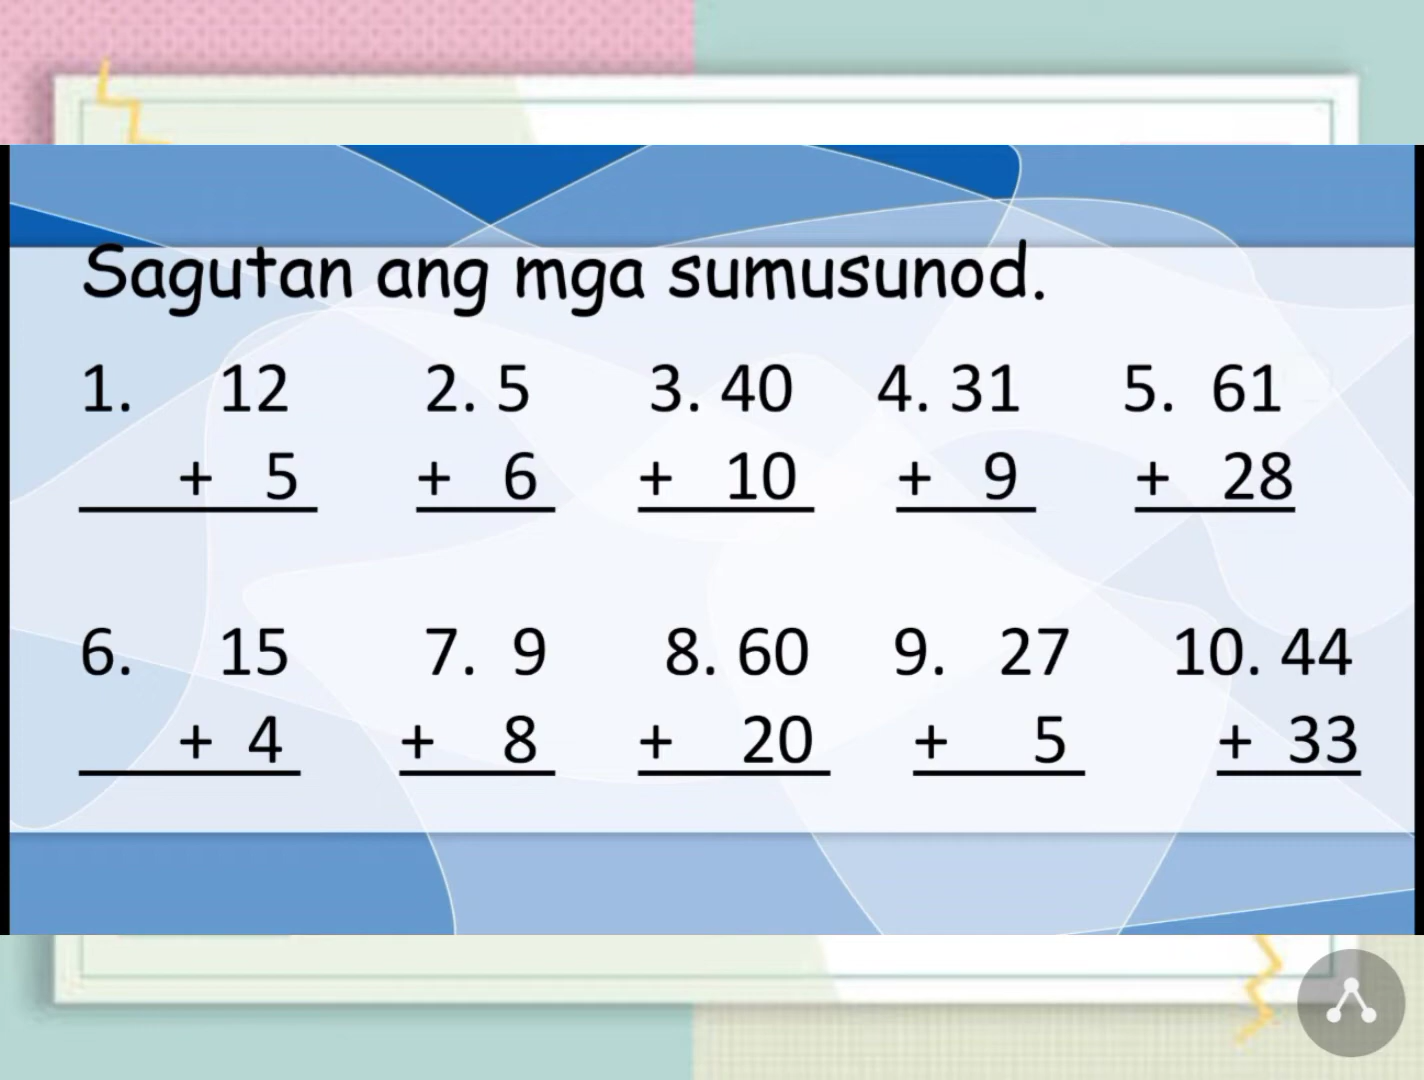 Sagutan ang mga sumusunod.
1. 12 2. 5 3. 40 4. 31 5. 61
+ 5 + 6 + 10 + 9 + 28
6. 15 7. 9 8. 60 9. 27 10. 44
+ 4 + 8 + 20 + 5 + 33